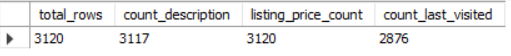 total_rows count_description listing_price_count count_last_visited
3120 3117 3120 2876